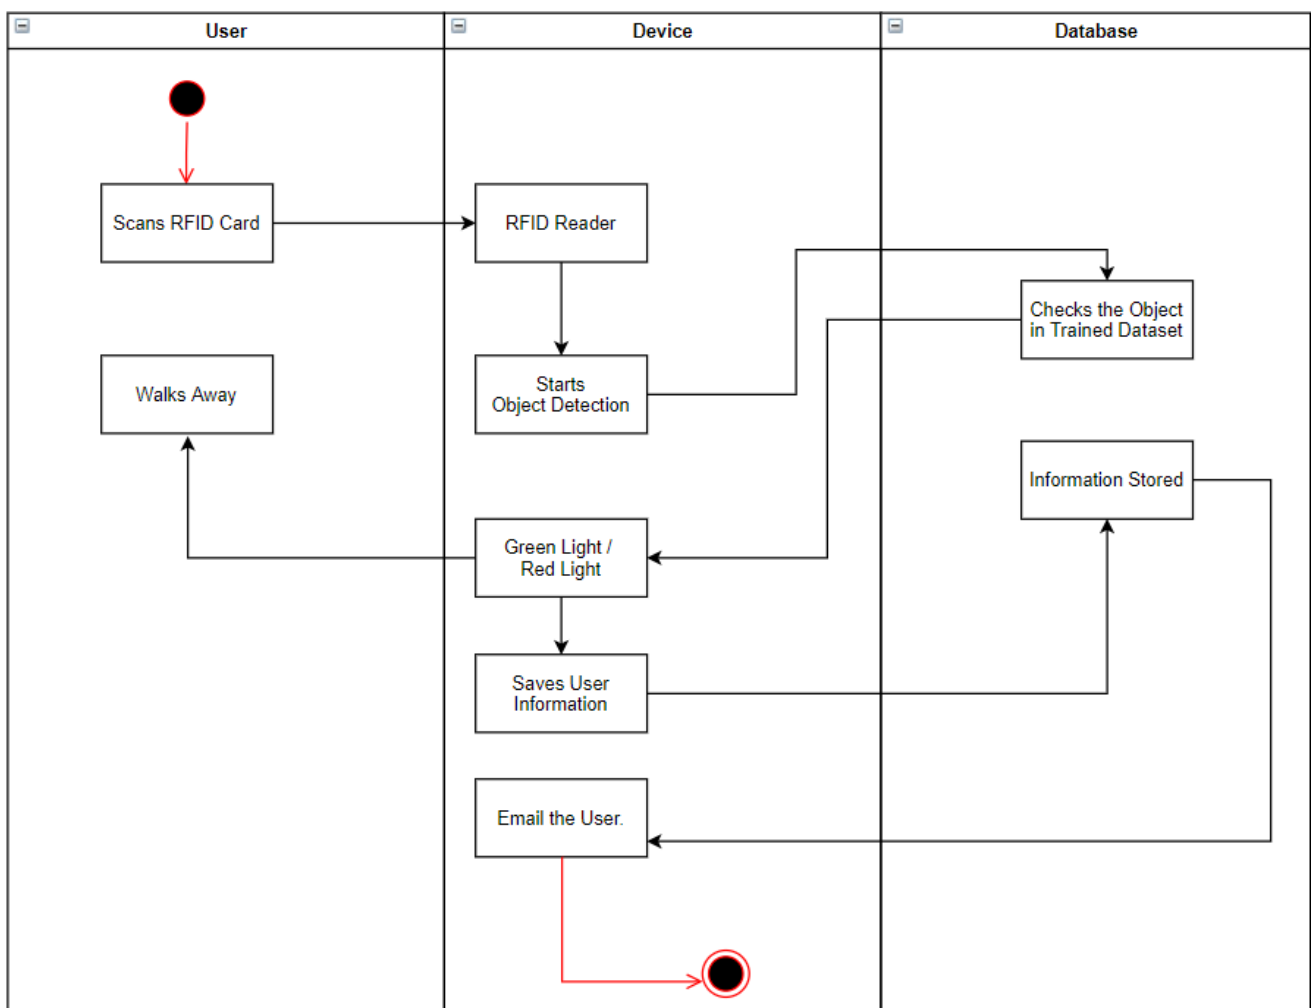 User
Device
Database
Scans RFID Card
RFID Reader
Checks the Object
in Trained Dataset
Walks Away
Starts
Object Detection
Information Stored
Green Light /
Red Light
Saves User
Information
Email the User.